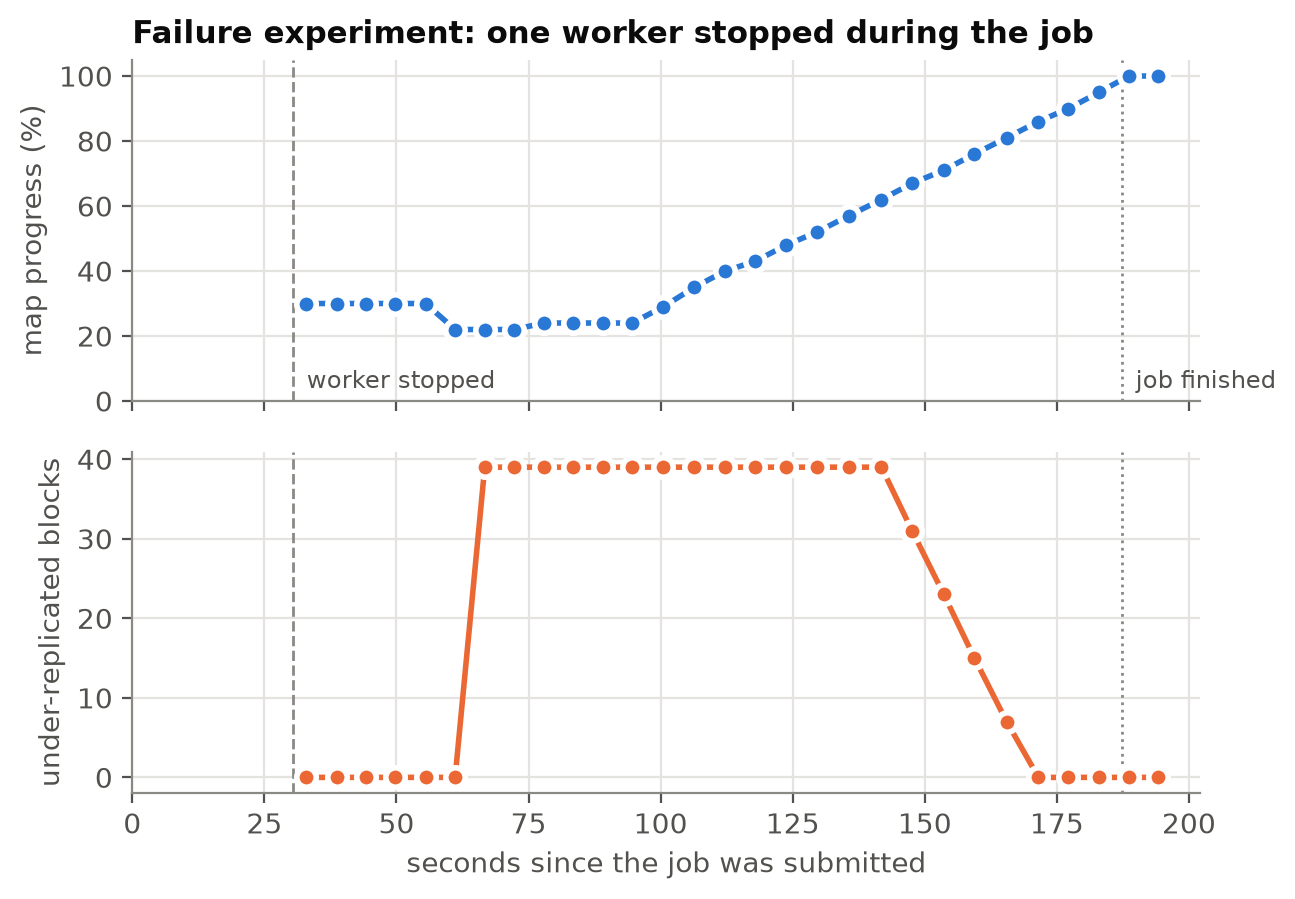 Failure experiment: one worker stopped during the job
map progress (%)
100
80
60
40
20
0
worker stopped
job finished
under-replicated blocks
40
30
20
10
0
0 25 50 75 100 125 150 175 200
seconds since the job was submitted